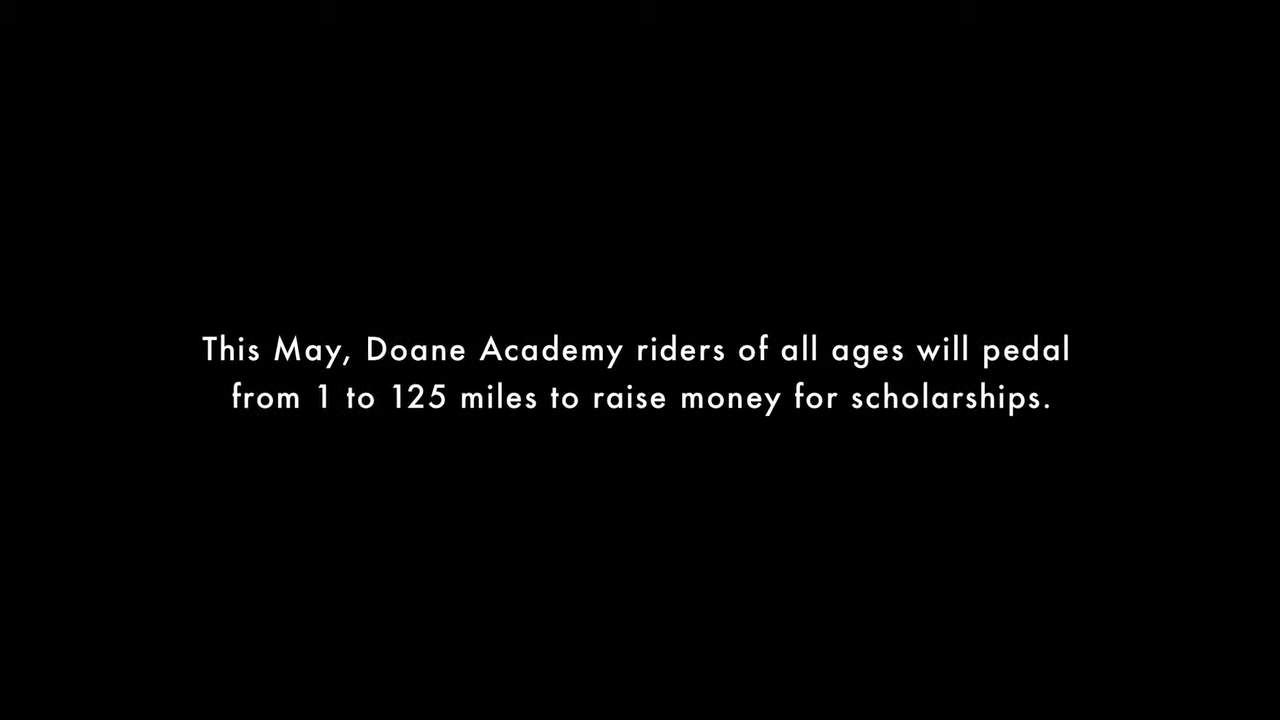 This May, Doane Academy riders of all ages will pedal
from 1 to 125 miles to raise money for scholarships.